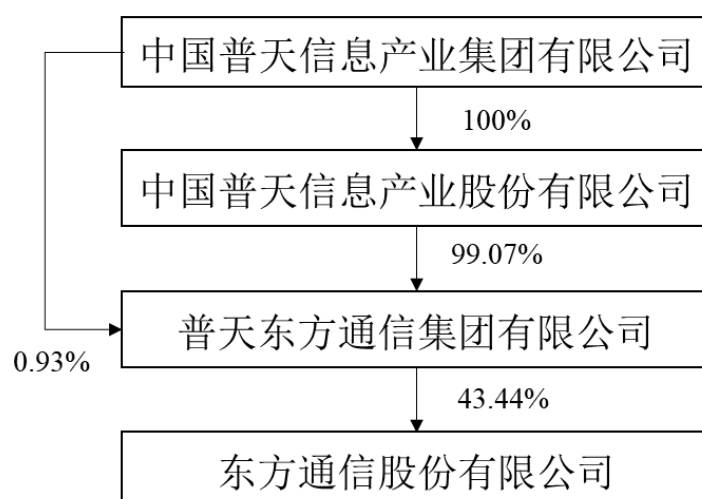 中国普天信息产业集团有限公司
100%
中国普天信息产业股份有限公司
99.07%
普天东方通信集团有限公司
0.93%
43.44%
东方通信股份有限公司